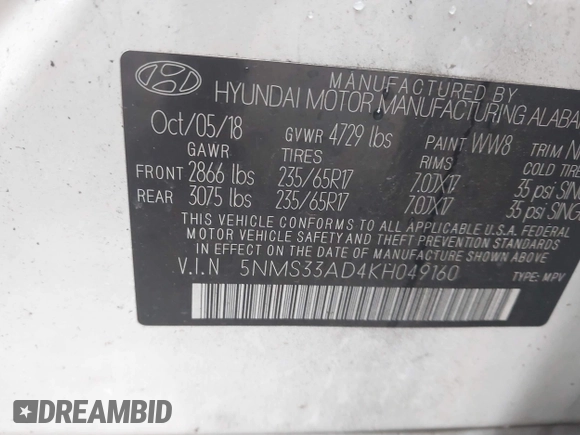 MANUFACTURED BY
HYUNDAI MOTOR MANUFACTURING ALABA
Oct/05/18 GVWR 4729 lbs PAINT WW8 TRIM
GAWR TIRES RIMS COLD TIRE
FRONT 2866 lbs 235/65R17 7.0JX17 35 psi SING
REAR 3075 lbs 235/65R17 7.0JX17 35 psi SING
THIS VEHICLE CONFORMS TO ALL APPLICABLE U.S.A. FEDERAL
MOTOR VEHICLE SAFETY AND THEFT PREVENTION STANDARDS
IN EFFECT ON THE DATE OF MANUFACTURE SHOWN ABOVE.
V.I.N 5NMS33AD4KH049160 TYPE: MPV
DREAMBID